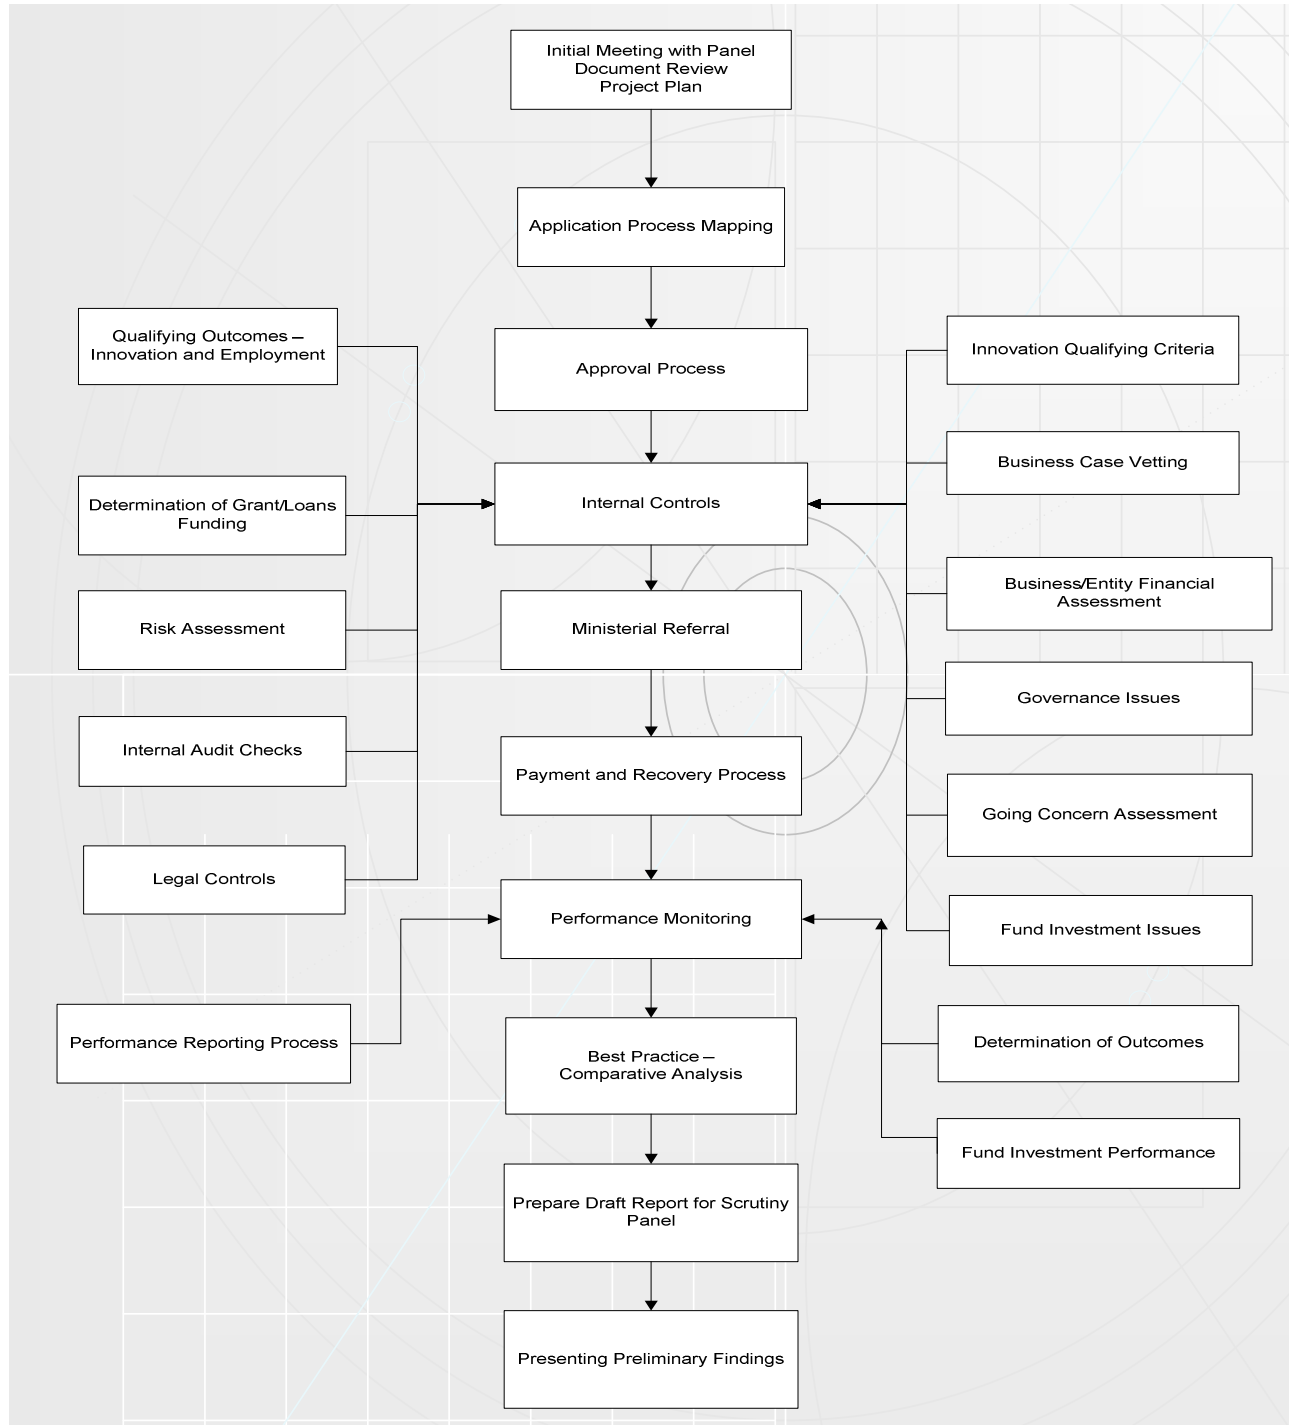 Initial Meeting with Panel
Document Review
Project Plan
Application Process Mapping
Qualifying Outcomes –
Innovation and Employment
Approval Process
Innovation Qualifying Criteria
Business Case Vetting
Determination of Grant/Loans
Funding
Internal Controls
Business/Entity Financial
Assessment
Risk Assessment
Ministerial Referral
Governance Issues
Internal Audit Checks
Payment and Recovery Process
Going Concern Assessment
Legal Controls
Performance Monitoring
Fund Investment Issues
Performance Reporting Process
Best Practice –
Comparative Analysis
Determination of Outcomes
Fund Investment Performance
Prepare Draft Report for Scrutiny
Panel
Presenting Preliminary Findings